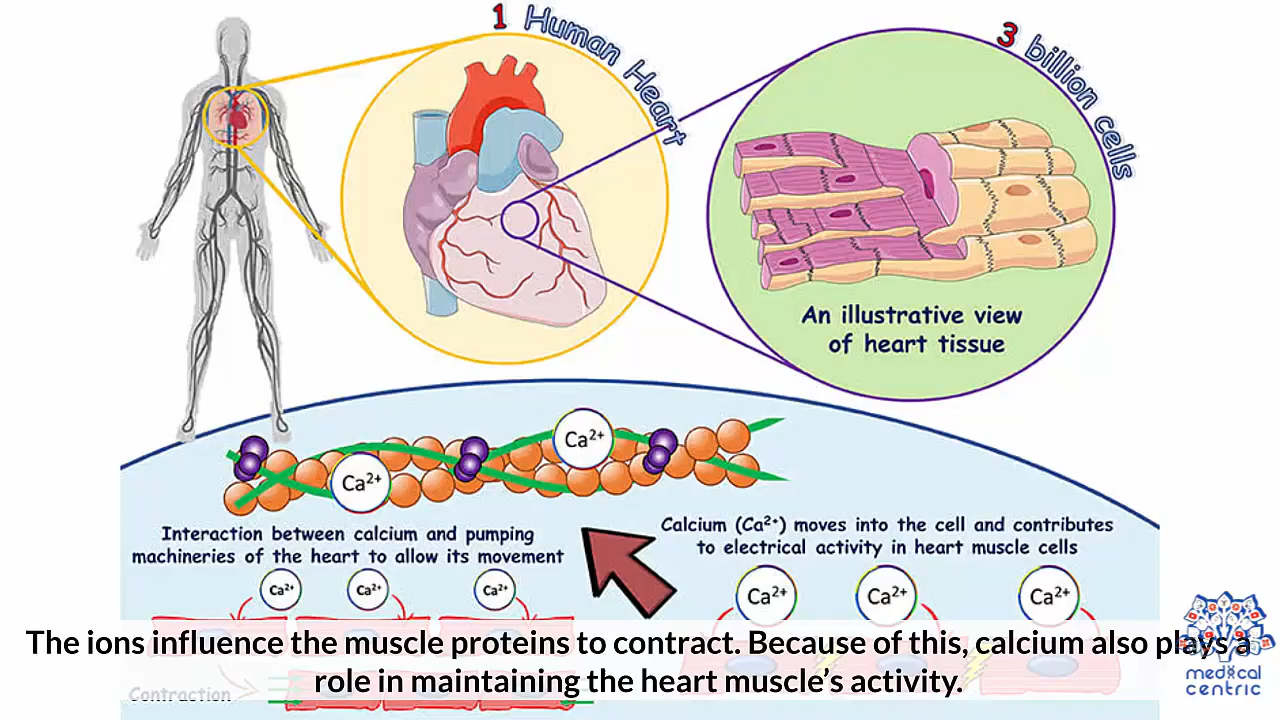 1 Human Heart
3 billion cells
An illustrative view
of heart tissue
Ca²⁺
Ca²⁺
Interaction between calcium and pumping
machineries of the heart to allow its movement
Calcium (Ca²⁺) moves into the cell and contributes
to electrical activity in heart muscle cells
Ca²⁺ Ca²⁺ Ca²⁺
Ca²⁺ Ca²⁺ Ca²⁺
The ions influence the muscle proteins to contract. Because of this, calcium also plays a
role in maintaining the heart muscle’s activity.
Contraction
medical
centric